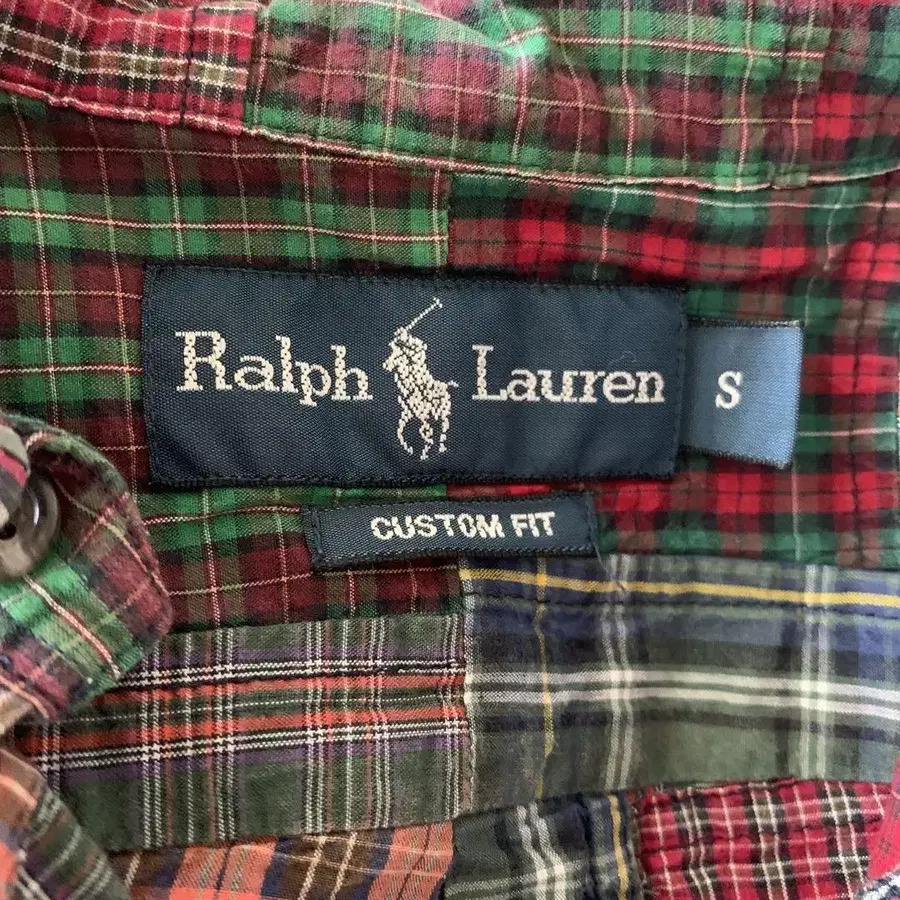 Ralph Lauren
S
CUSTOM FIT